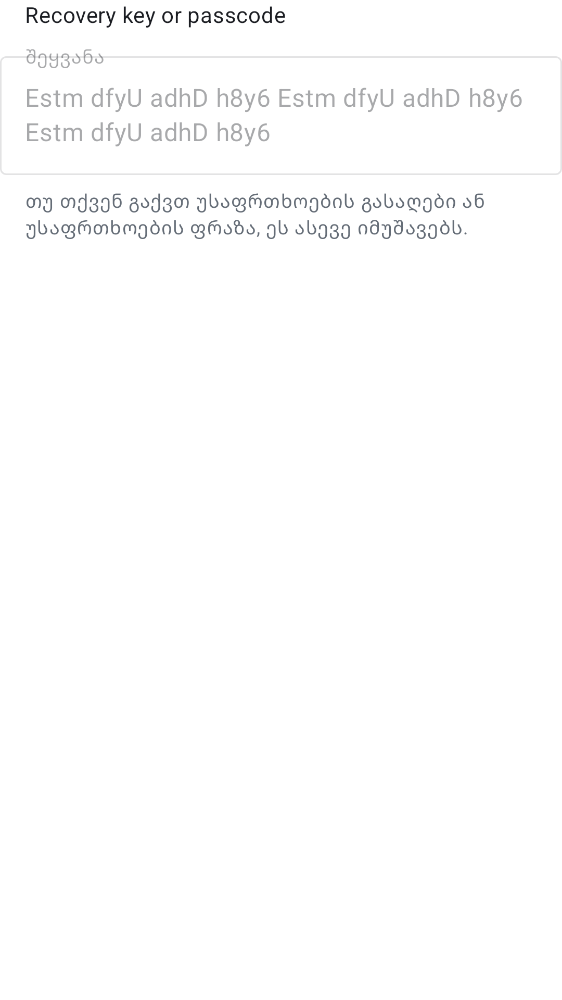 Recovery key or passcode
შეყვანა
Estm dfyU adhD h8y6 Estm dfyU adhD h8y6
Estm dfyU adhD h8y6
თუ თქვენ გაქვთ უსაფრთხოების გასაღები ან
უსაფრთხოების ფრაზა, ეს ასევე იმუშავებს.